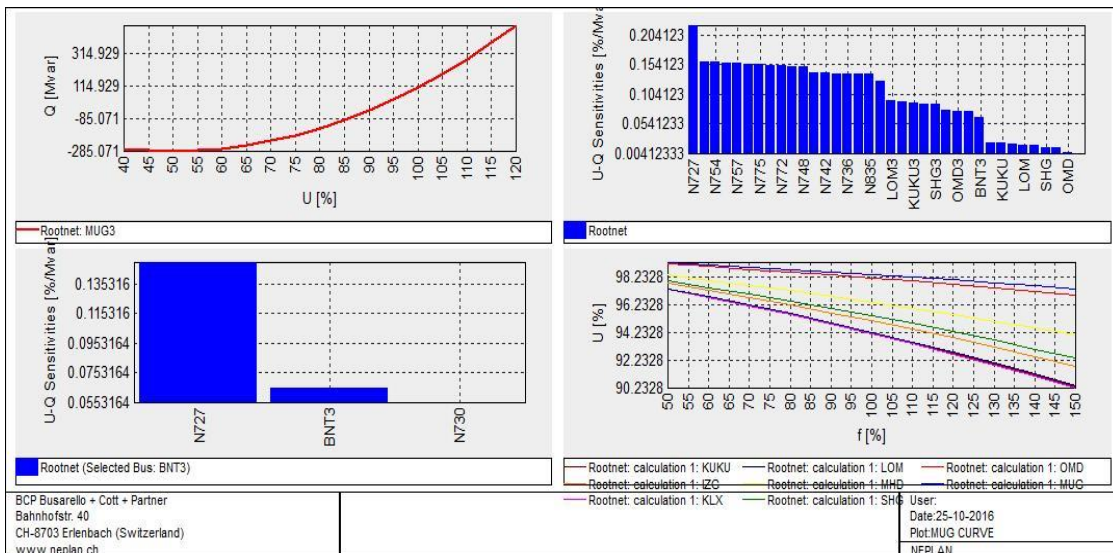 Q [Mvar]
314.929
114.929
-85.071
-285.071
40 45 50 55 60 65 70 75 80 85 90 95 100 105 110 115 120
U [%]
Rootnet: MUG3
U-Q Sensitivities [%/Mvar]
0.204123
0.154123
0.104123
0.0541233
0.00412333
N727 N754 N757 N775 N772 N748 N742 N736 N835 LOM3 KUKU3 SHG3 OMD3 BNT3 KUKU LOM SHG OMD
Rootnet
U-Q Sensitivities [%/Mvar]
0.135316
0.115316
0.0953164
0.0753164
0.0553164
N727 BNT3 N730
Rootnet (Selected Bus: BNT3)
U [%]
98.2328
96.2328
94.2328
92.2328
90.2328
50 55 60 65 70 75 80 85 90 95 100 105 110 115 120 125 130 135 140 145 150
f [%]
Rootnet: calculation 1: KUKU Rootnet: calculation 1: LOM Rootnet: calculation 1: OMD
Rootnet: calculation 1: IZG Rootnet: calculation 1: MHD Rootnet: calculation 1: MUG
Rootnet: calculation 1: KLX Rootnet: calculation 1: SHG
BCP Busarello + Cott + Partner
Bahnhofstr. 40
CH-8703 Erlenbach (Switzerland)
www.neplan.ch
User:
Date:25-10-2016
Plot:MUG CURVE
NEPLAN